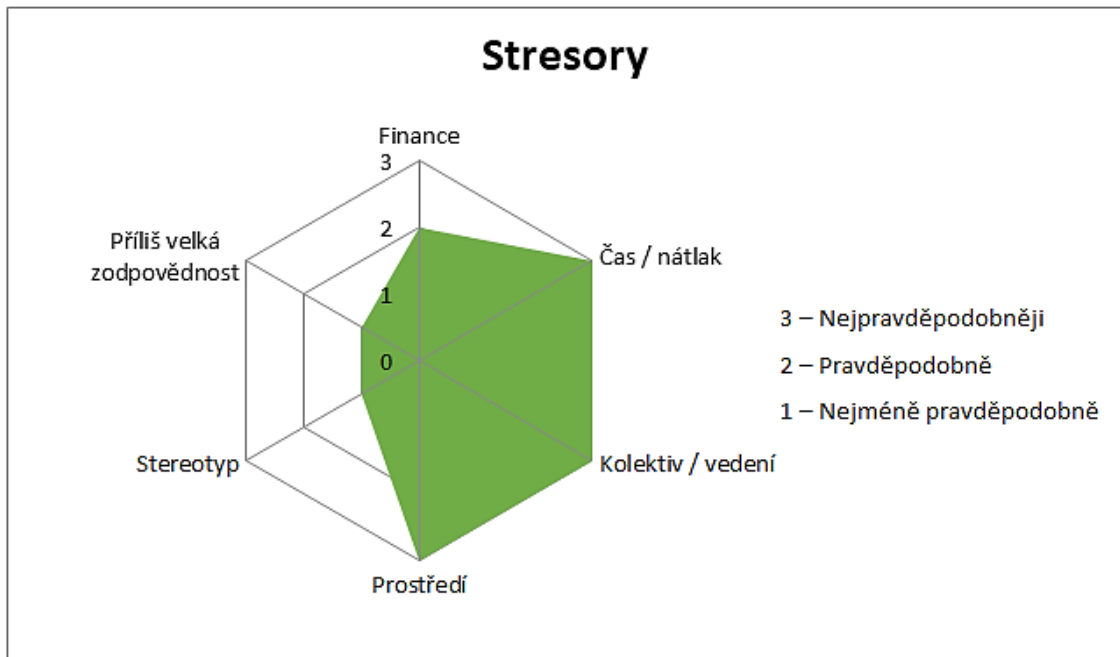 Stresory
Finance
3
2
1
0
Příliš velká
zodpovědnost
Čas / nátlak
Stereotyp
Kolektiv / vedení
Prostředí
3 – Nejpravděpodobněji
2 – Pravděpodobně
1 – Nejméně pravděpodobně